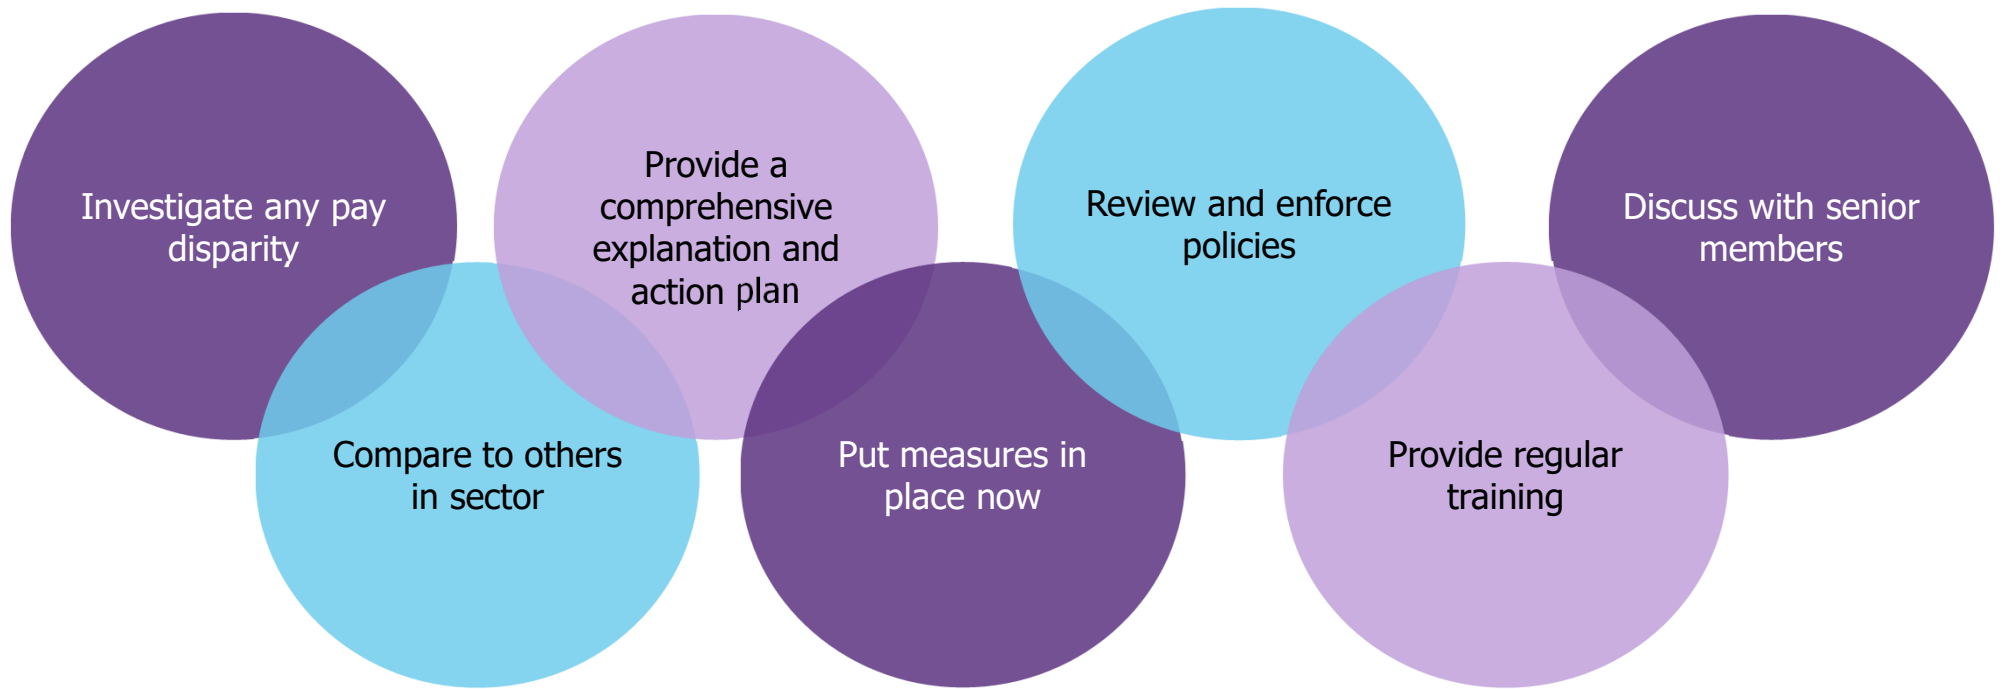 Investigate any pay
disparity
Compare to others
in sector
Provide a
comprehensive
explanation and
action plan
Put measures in
place now
Review and enforce
policies
Provide regular
training
Discuss with senior
members